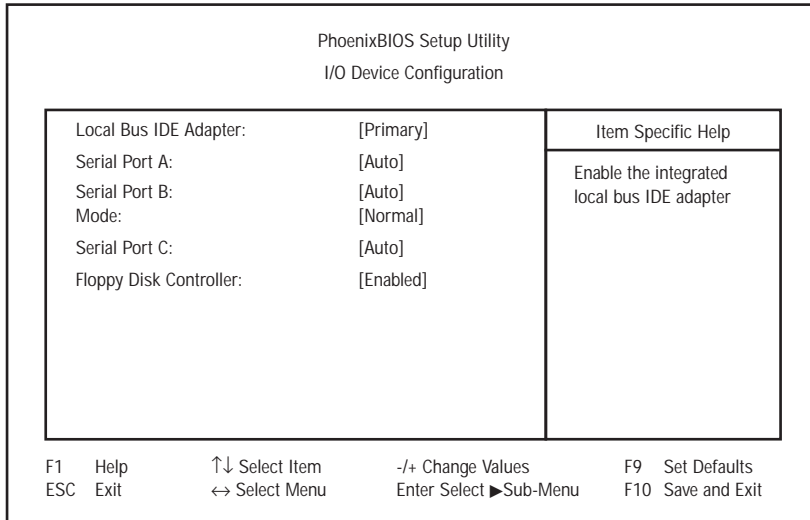 PhoenixBIOS Setup Utility
I/O Device Configuration
Local Bus IDE Adapter: [Primary]
Serial Port A: [Auto]
Serial Port B: [Auto]
Mode: [Normal]
Serial Port C: [Auto]
Floppy Disk Controller: [Enabled]
Item Specific Help
Enable the integrated
local bus IDE adapter
F1 Help ↑↓ Select Item -/+ Change Values F9 Set Defaults
ESC Exit ↔ Select Menu Enter Select ▶Sub-Menu F10 Save and Exit